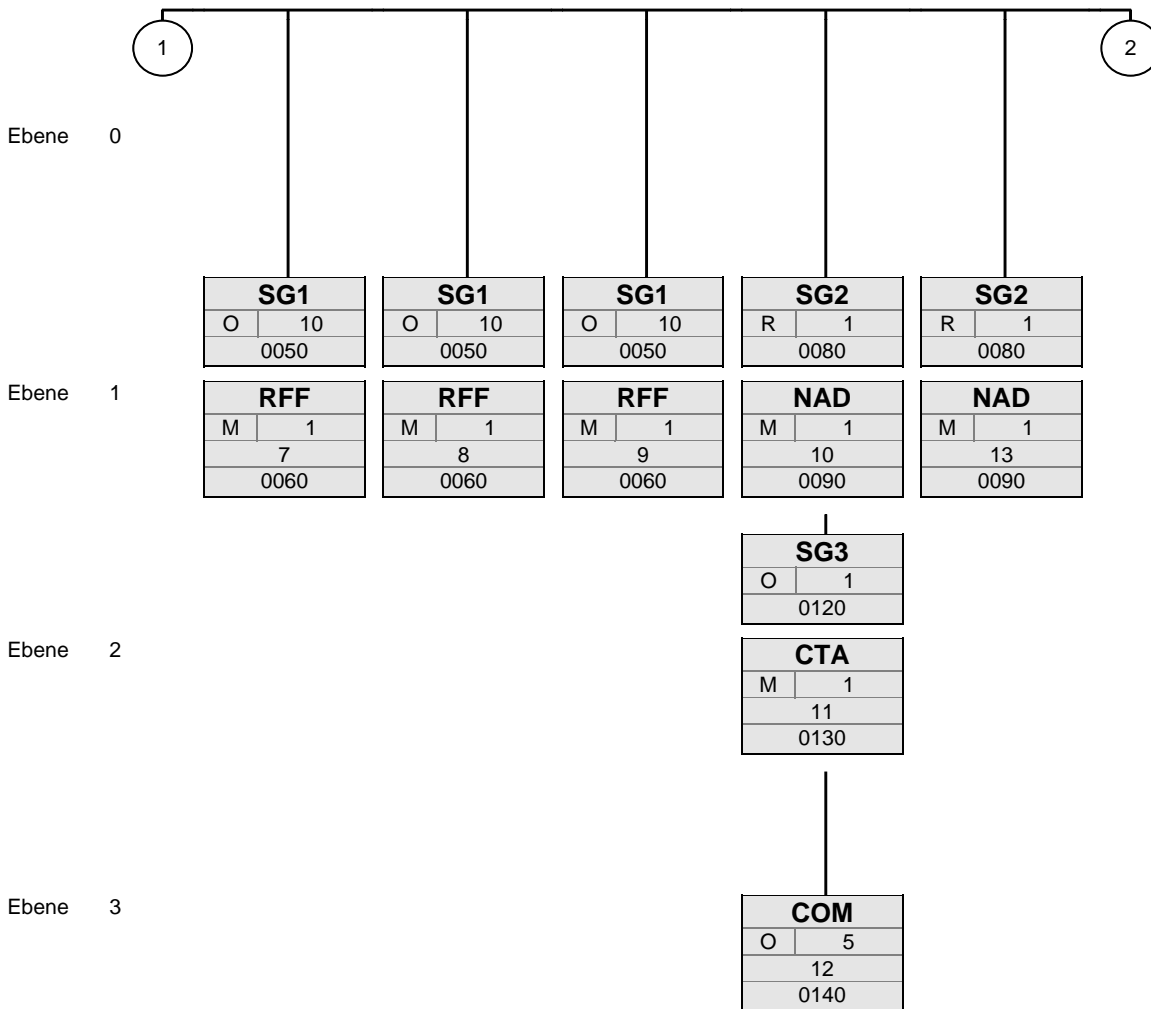 1 2
Ebene 0
SG1 SG1 SG1 SG2 SG2
O 10 O 10 O 10 R 1 R 1
0050 0050 0050 0080 0080
Ebene 1 RFF RFF RFF NAD NAD
M 1 M 1 M 1 M 1 M 1
7 8 9 10 13
0060 0060 0060 0090 0090
SG3
O 1
0120
Ebene 2 CTA
M 1
11
0130
Ebene 3 COM
O 5
12
0140